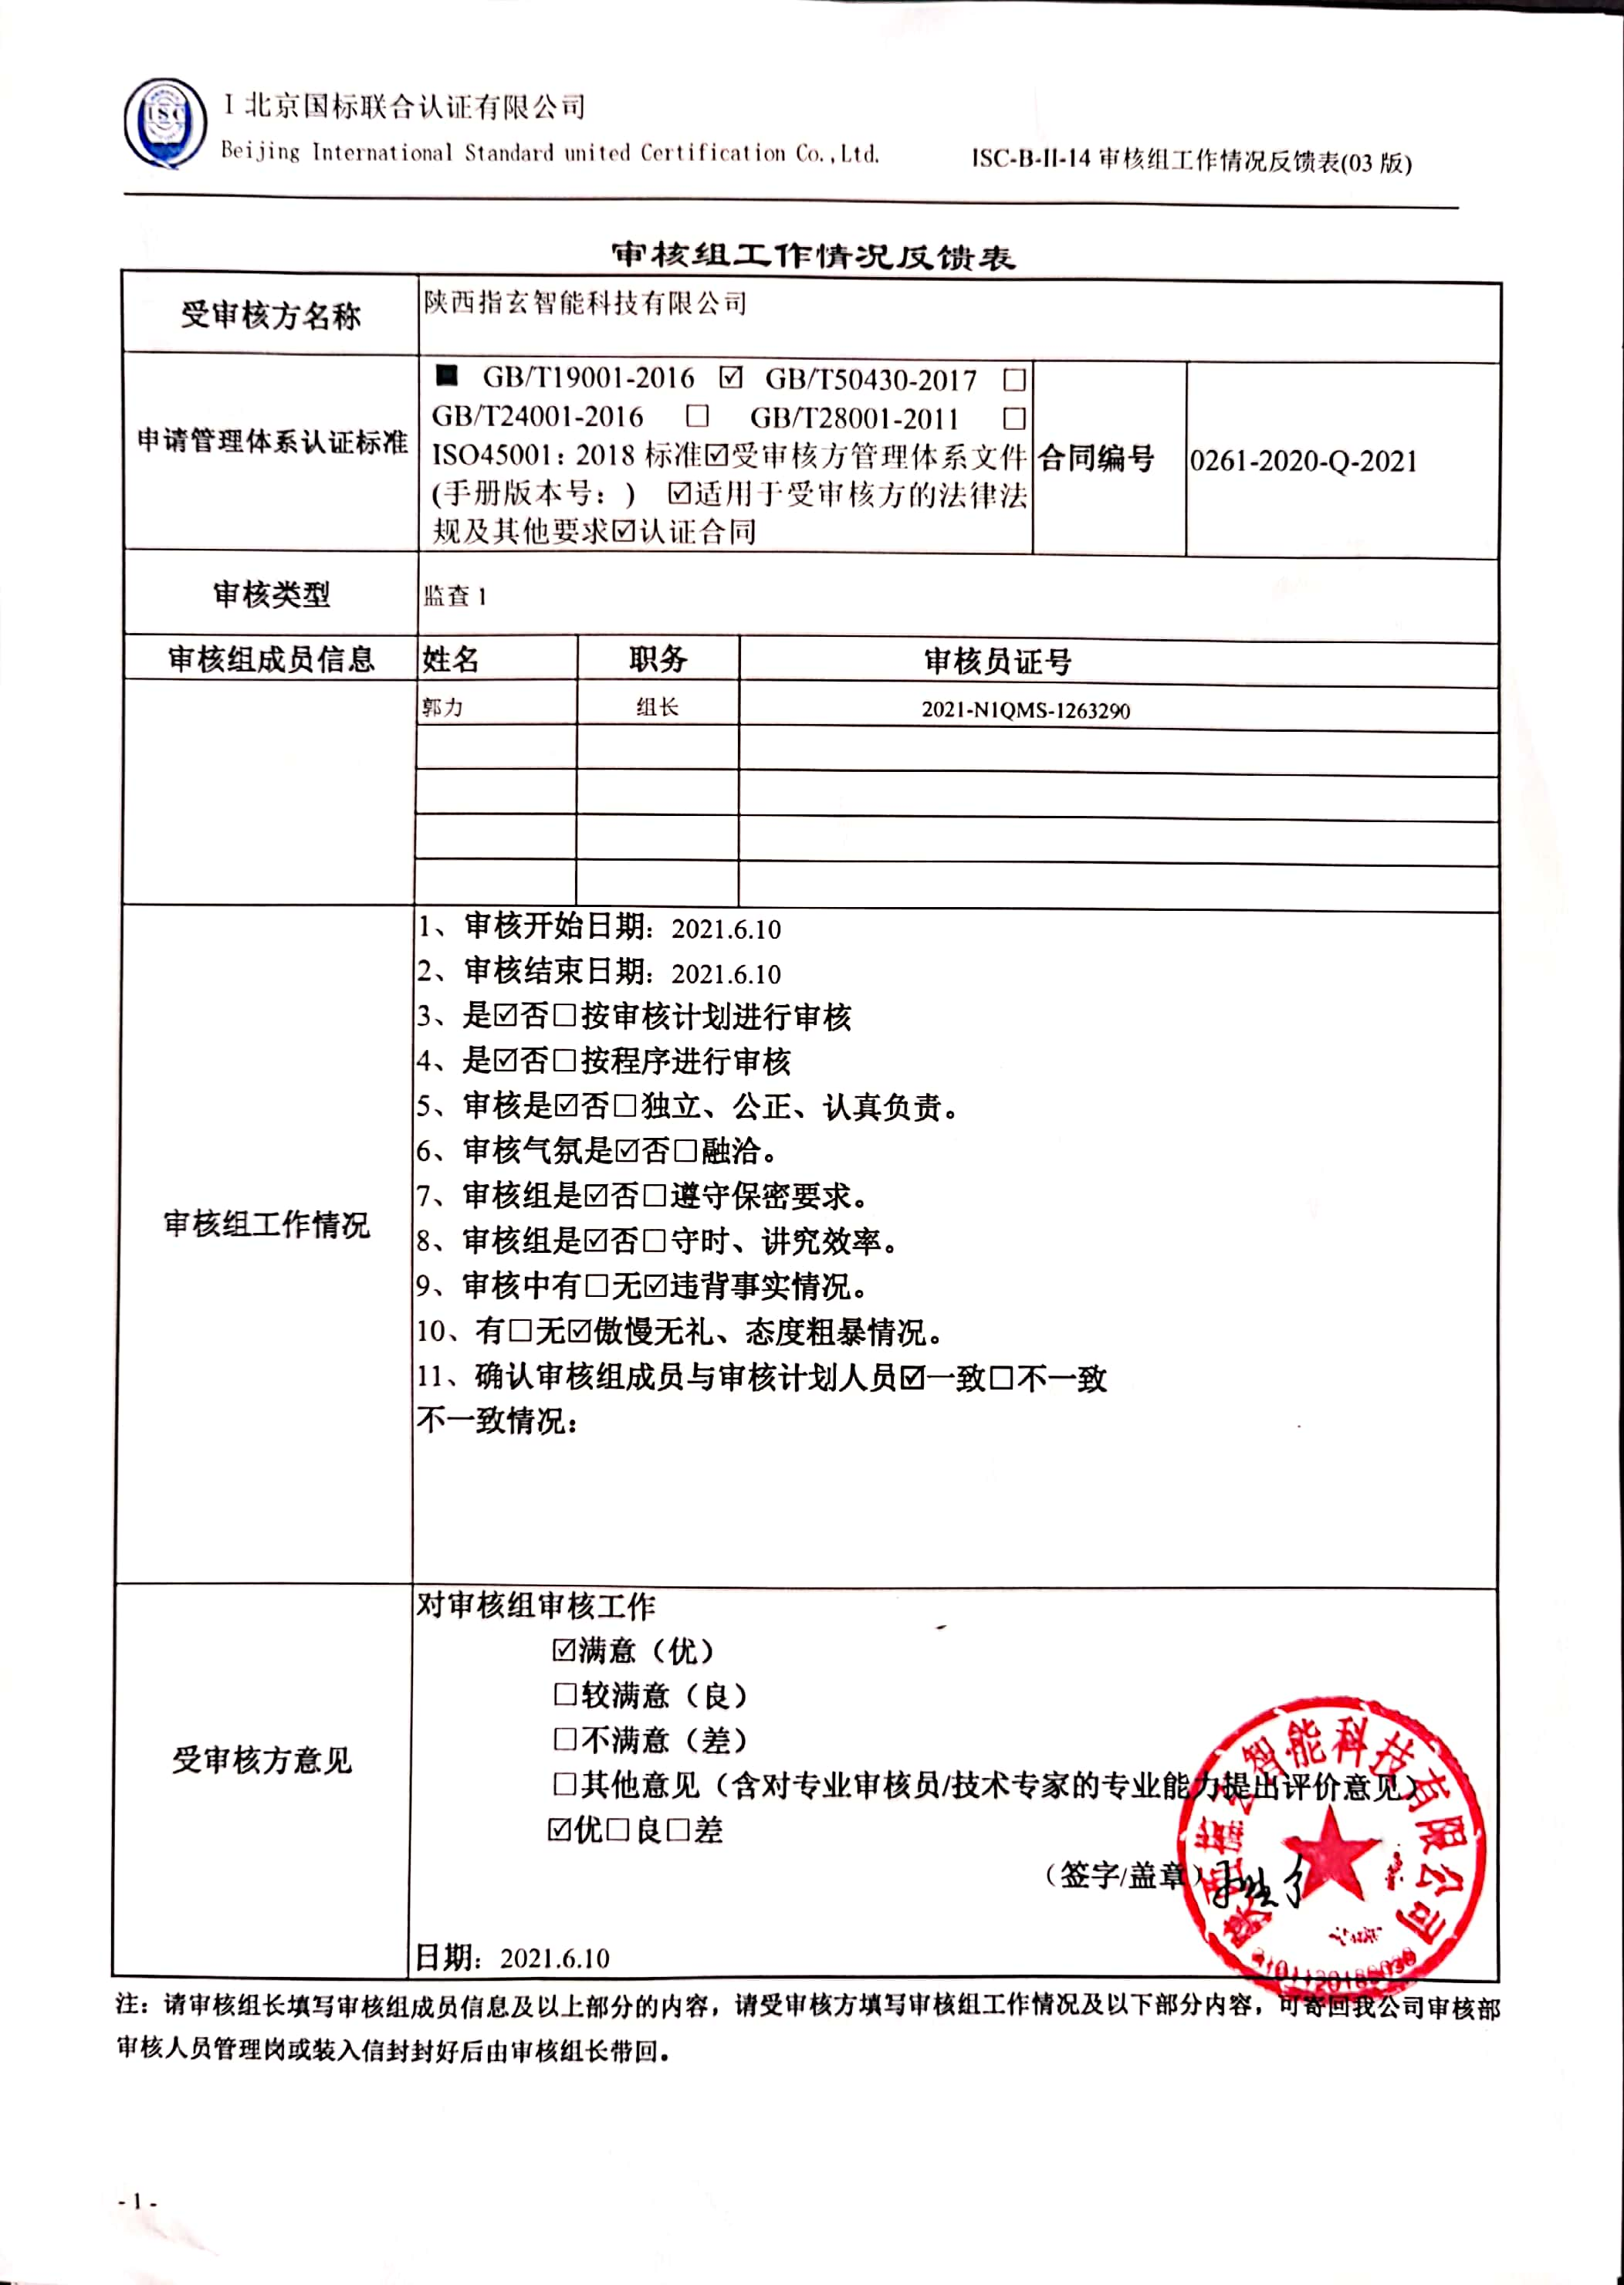 ISC
I 北京国标联合认证有限公司
Beijing International Standard united Certification Co.,Ltd.
ISC-B-II-14 审核组工作情况反馈表(03 版)
审核组工作情况反馈表
受审核方名称
陕西指玄智能科技有限公司
申请管理体系认证标准
■ GB/T19001-2016 ☑ GB/T50430-2017 □
GB/T24001-2016 □ GB/T28001-2011 □
ISO45001：2018 标准☑受审核方管理体系文件
(手册版本号：) ☑适用于受审核方的法律法
规及其他要求☑认证合同
合同编号
0261-2020-Q-2021
审核类型
监查 1
审核组成员信息 姓名 职务 审核员证号
郭力 组长 2021-N1QMS-1263290
审核组工作情况
1、审核开始日期：2021.6.10
2、审核结束日期：2021.6.10
3、是☑否□按审核计划进行审核
4、是☑否□按程序进行审核
5、审核是☑否□独立、公正、认真负责。
6、审核气氛是☑否□融洽。
7、审核组是☑否□遵守保密要求。
8、审核组是☑否□守时、讲究效率。
9、审核中有□无☑违背事实情况。
10、有□无☑傲慢无礼、态度粗暴情况。
11、确认审核组成员与审核计划人员☑一致□不一致
不一致情况：
受审核方意见
对审核组审核工作
☑满意（优）
□较满意（良）
□不满意（差）
□其他意见（含对专业审核员/技术专家的专业能力提出评价意见）
☑优□良□差
（签字/盖章）
陕西指玄智能科技有限公司
日期：2021.6.10
注：请审核组长填写审核组成员信息及以上部分的内容，请受审核方填写审核组工作情况及以下部分内容，可寄回我公司审核部
审核人员管理岗或装入信封封好后由审核组长带回。
- 1 -